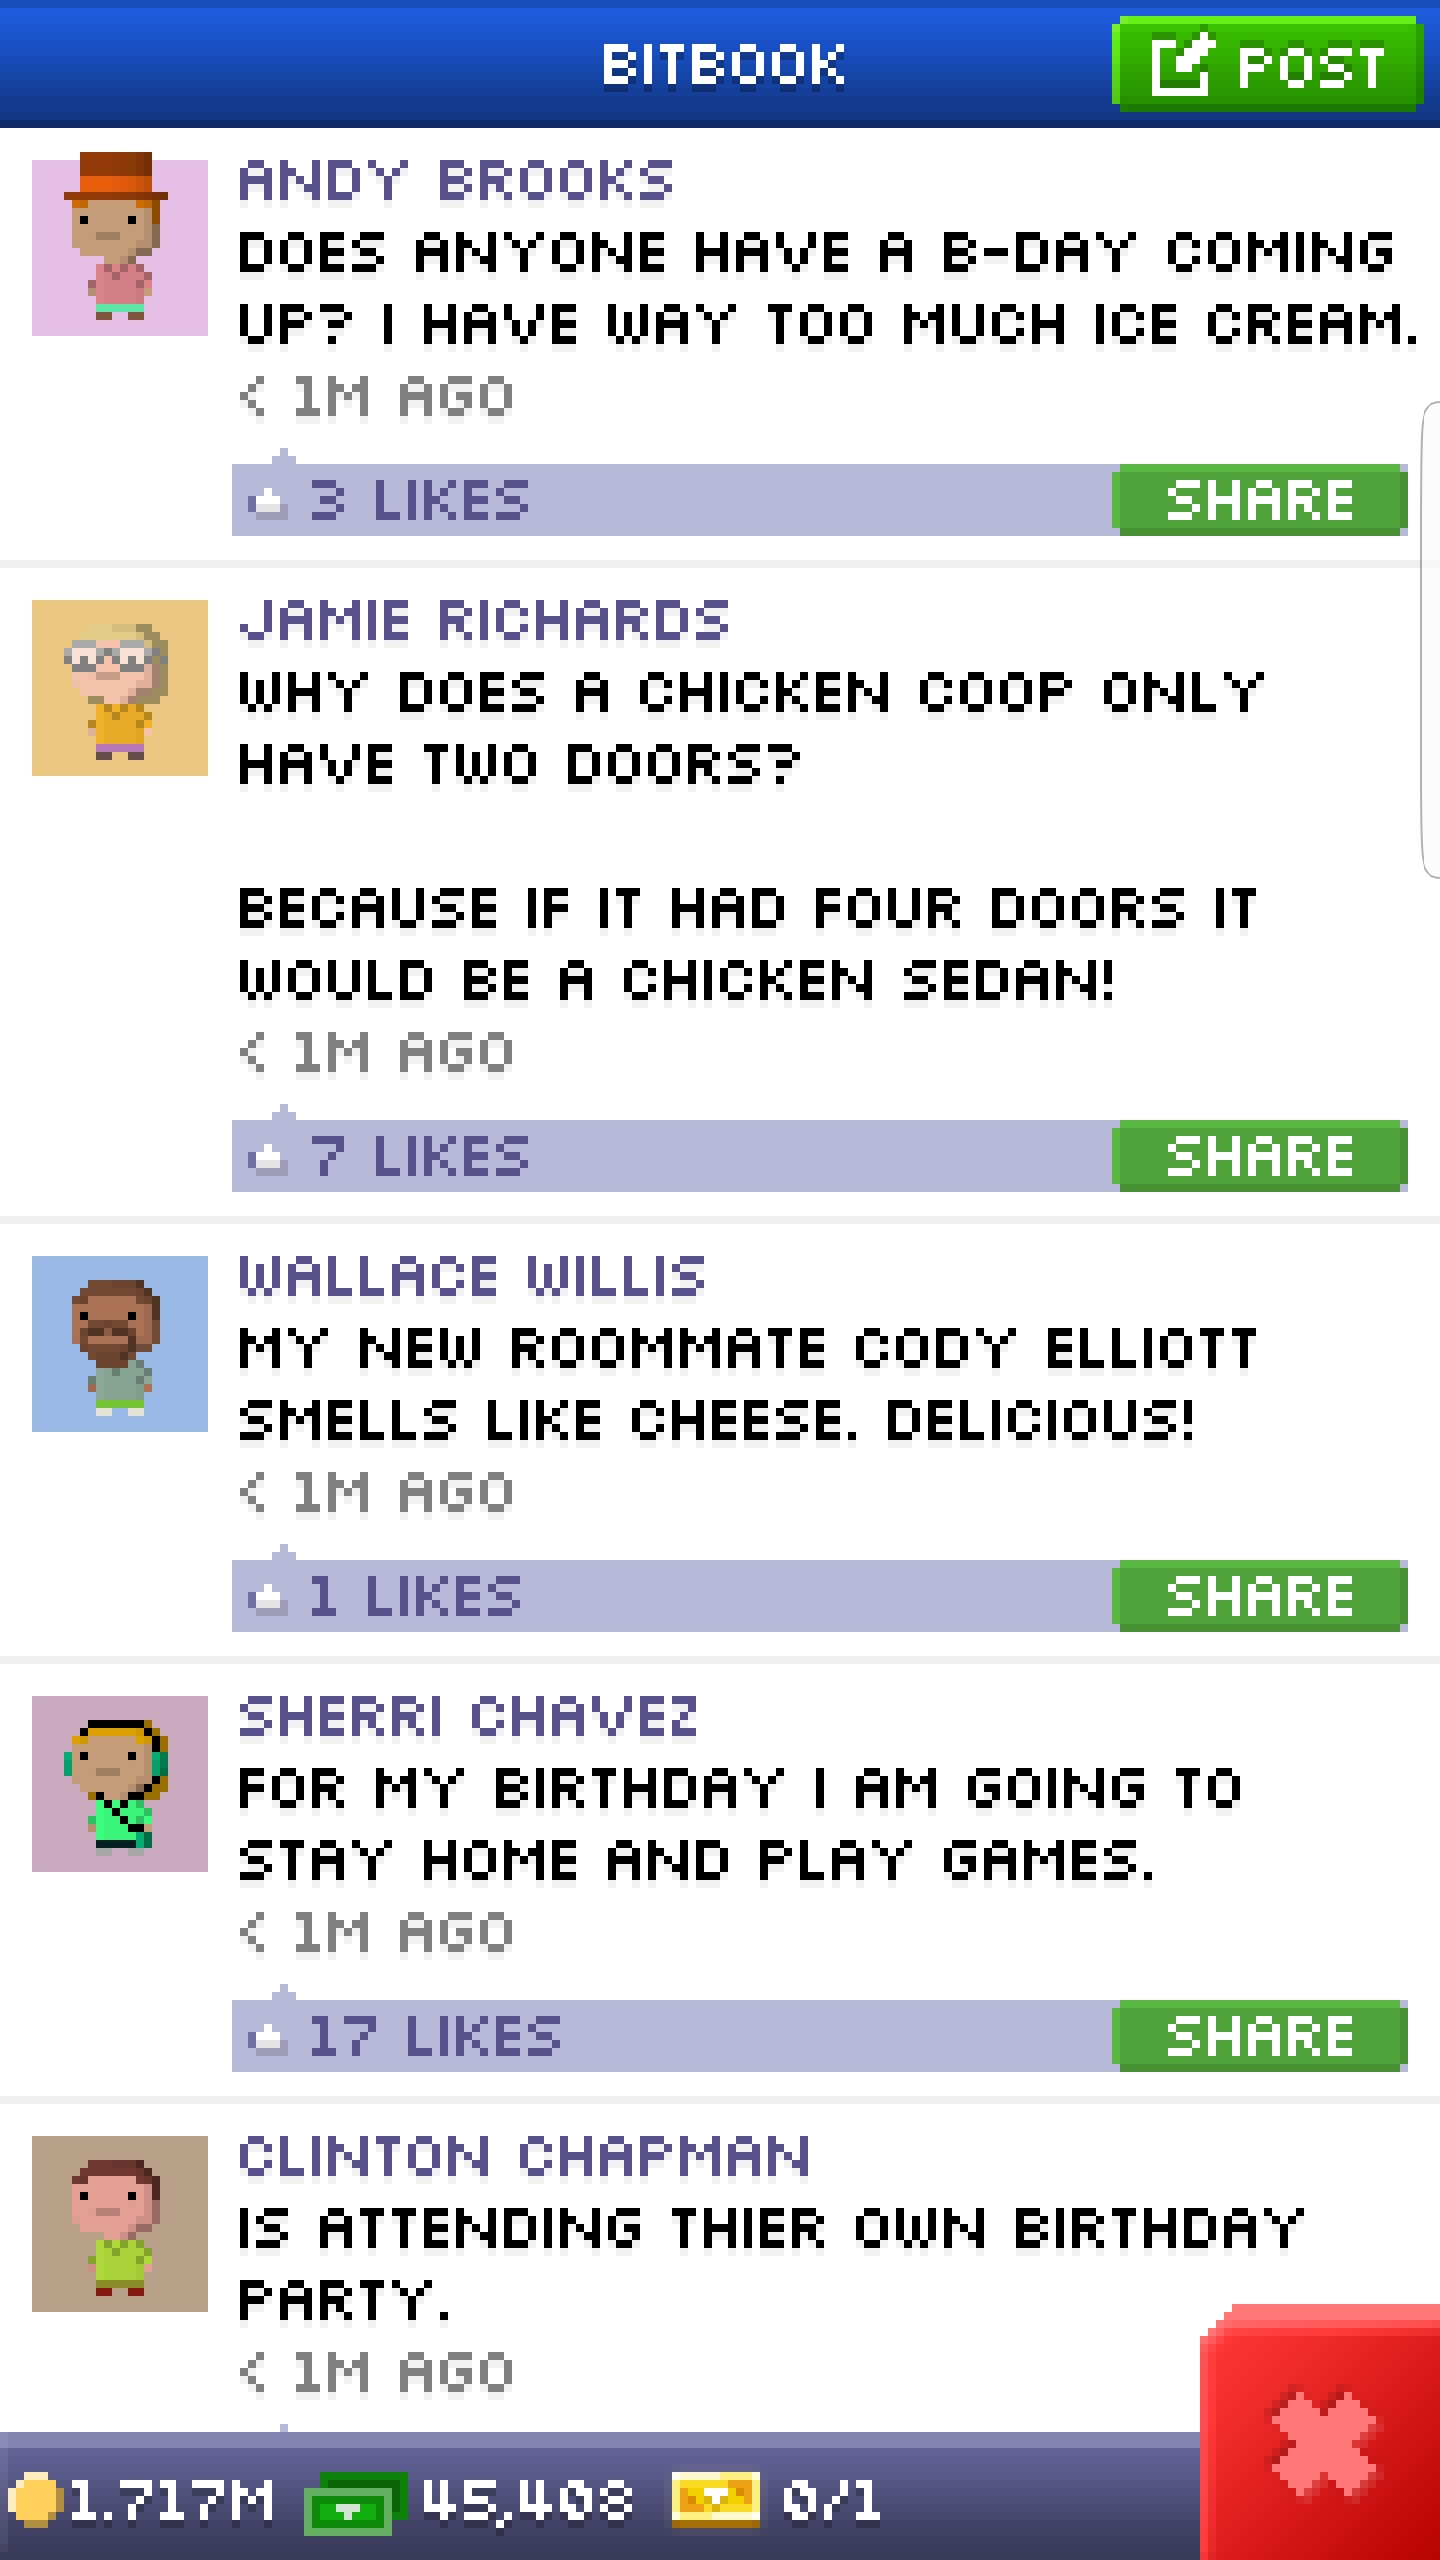 BITBOOK
POST
ANDY BROOKS
DOES ANYONE HAVE A B-DAY COMING
UP? I HAVE WAY TOO MUCH ICE CREAM.
< 1M AGO
3 LIKES
SHARE
JAMIE RICHARDS
WHY DOES A CHICKEN COOP ONLY
HAVE TWO DOORS?
BECAUSE IF IT HAD FOUR DOORS IT
WOULD BE A CHICKEN SEDAN!
< 1M AGO
7 LIKES
SHARE
WALLACE WILLIS
MY NEW ROOMMATE CODY ELLIOTT
SMELLS LIKE CHEESE. DELICIOUS!
< 1M AGO
1 LIKES
SHARE
SHERRI CHAVEZ
FOR MY BIRTHDAY I AM GOING TO
STAY HOME AND PLAY GAMES.
< 1M AGO
17 LIKES
SHARE
CLINTON CHAPMAN
IS ATTENDING THIER OWN BIRTHDAY
PARTY.
< 1M AGO
1.717M 45,408 0/1